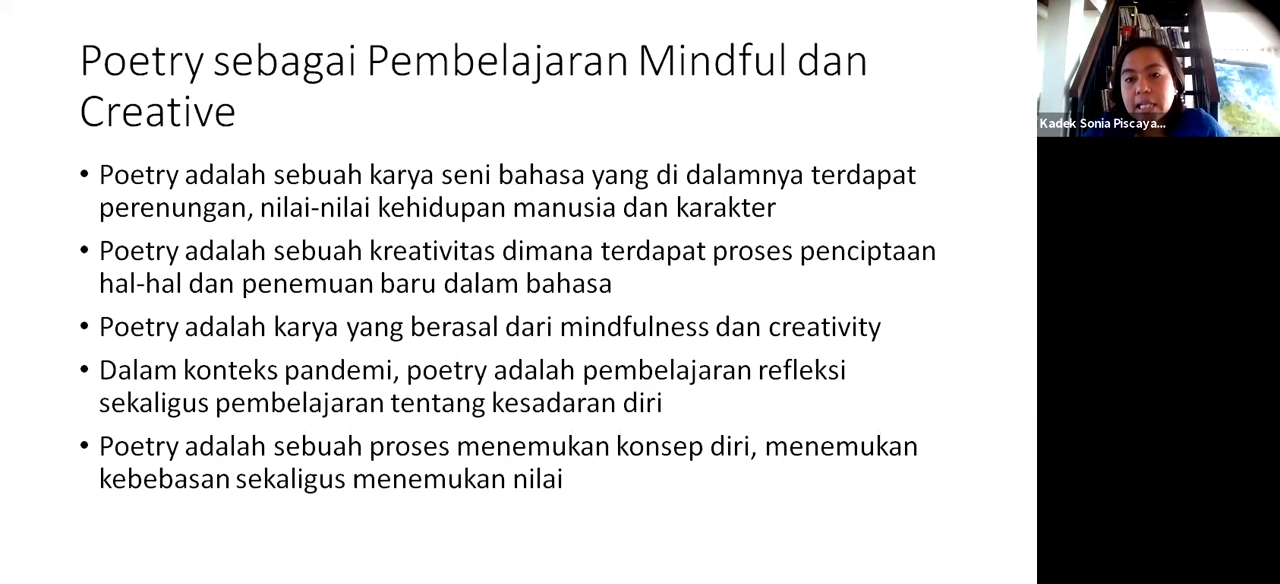 Poetry sebagai Pembelajaran Mindful dan
Creative
• Poetry adalah sebuah karya seni bahasa yang di dalamnya terdapat
perenungan, nilai-nilai kehidupan manusia dan karakter
• Poetry adalah sebuah kreativitas dimana terdapat proses penciptaan
hal-hal dan penemuan baru dalam bahasa
• Poetry adalah karya yang berasal dari mindfulness dan creativity
• Dalam konteks pandemi, poetry adalah pembelajaran refleksi
sekaligus pembelajaran tentang kesadaran diri
• Poetry adalah sebuah proses menemukan konsep diri, menemukan
kebebasan sekaligus menemukan nilai
Kadek Sonia Piscaya...